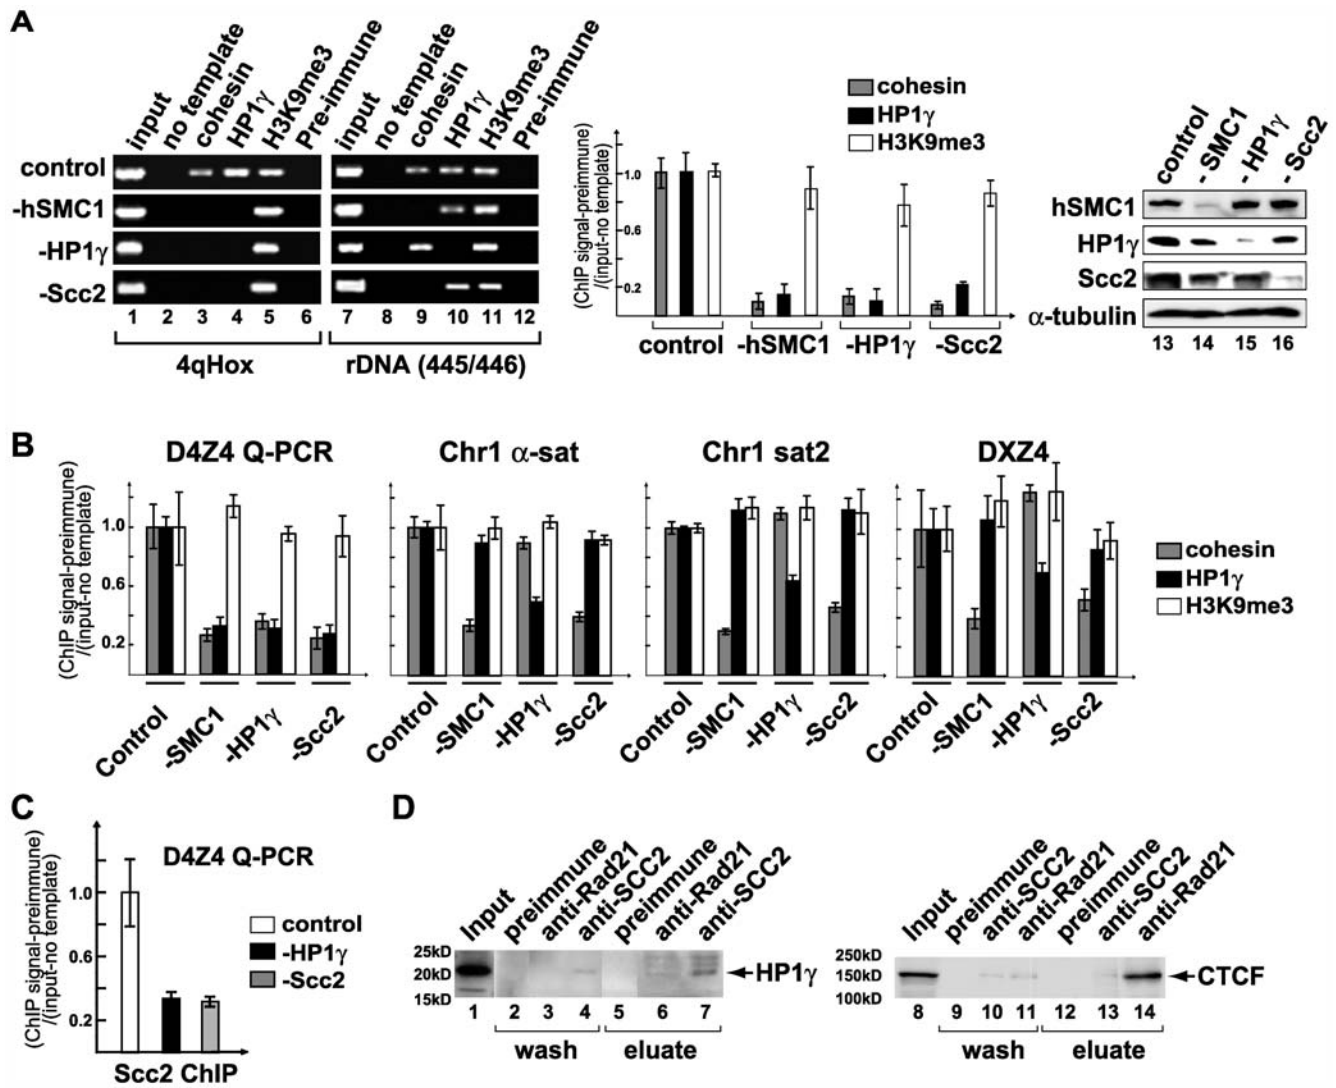 A
input
no template
cohesin
HP1γ
H3K9me3
Pre-immune
input
no template
cohesin
HP1γ
H3K9me3
Pre-immune
control
-hSMC1
-HP1γ
-Scc2
1 2 3 4 5 6 7 8 9 10 11 12
4qHox rDNA (445/446)
(ChIP signal-preimmune)
/(input-no template)
1.0
0.6
0.2
cohesin
HP1γ
H3K9me3
control -hSMC1 -HP1γ -Scc2
control
- SMC1
- HP1γ
- Scc2
hSMC1
HP1γ
Scc2
α-tubulin
13 14 15 16
B
D4Z4 Q-PCR Chr1 α-sat Chr1 sat2 DXZ4
(ChIP signal-preimmune)
/(input-no template)
1.0
0.6
0.2
cohesin
HP1γ
H3K9me3
Control -SMC1 -HP1γ -Scc2 Control -SMC1 -HP1γ -Scc2 Control -SMC1 -HP1γ -Scc2 Control -SMC1 -HP1γ -Scc2
C
D4Z4 Q-PCR
(ChIP signal-preimmune)
/(input-no template)
1.0
0.6
0.2
control
-HP1γ
-Scc2
Scc2 ChIP
D
Input
preimmune
anti-Rad21
anti-SCC2
preimmune
anti-Rad21
anti-SCC2
25kD
20kD
15kD
HP1γ
1 2 3 4 5 6 7
wash eluate
Input
preimmune
anti-SCC2
anti-Rad21
preimmune
anti-SCC2
anti-Rad21
250kD
150kD
100kD
CTCF
8 9 10 11 12 13 14
wash eluate